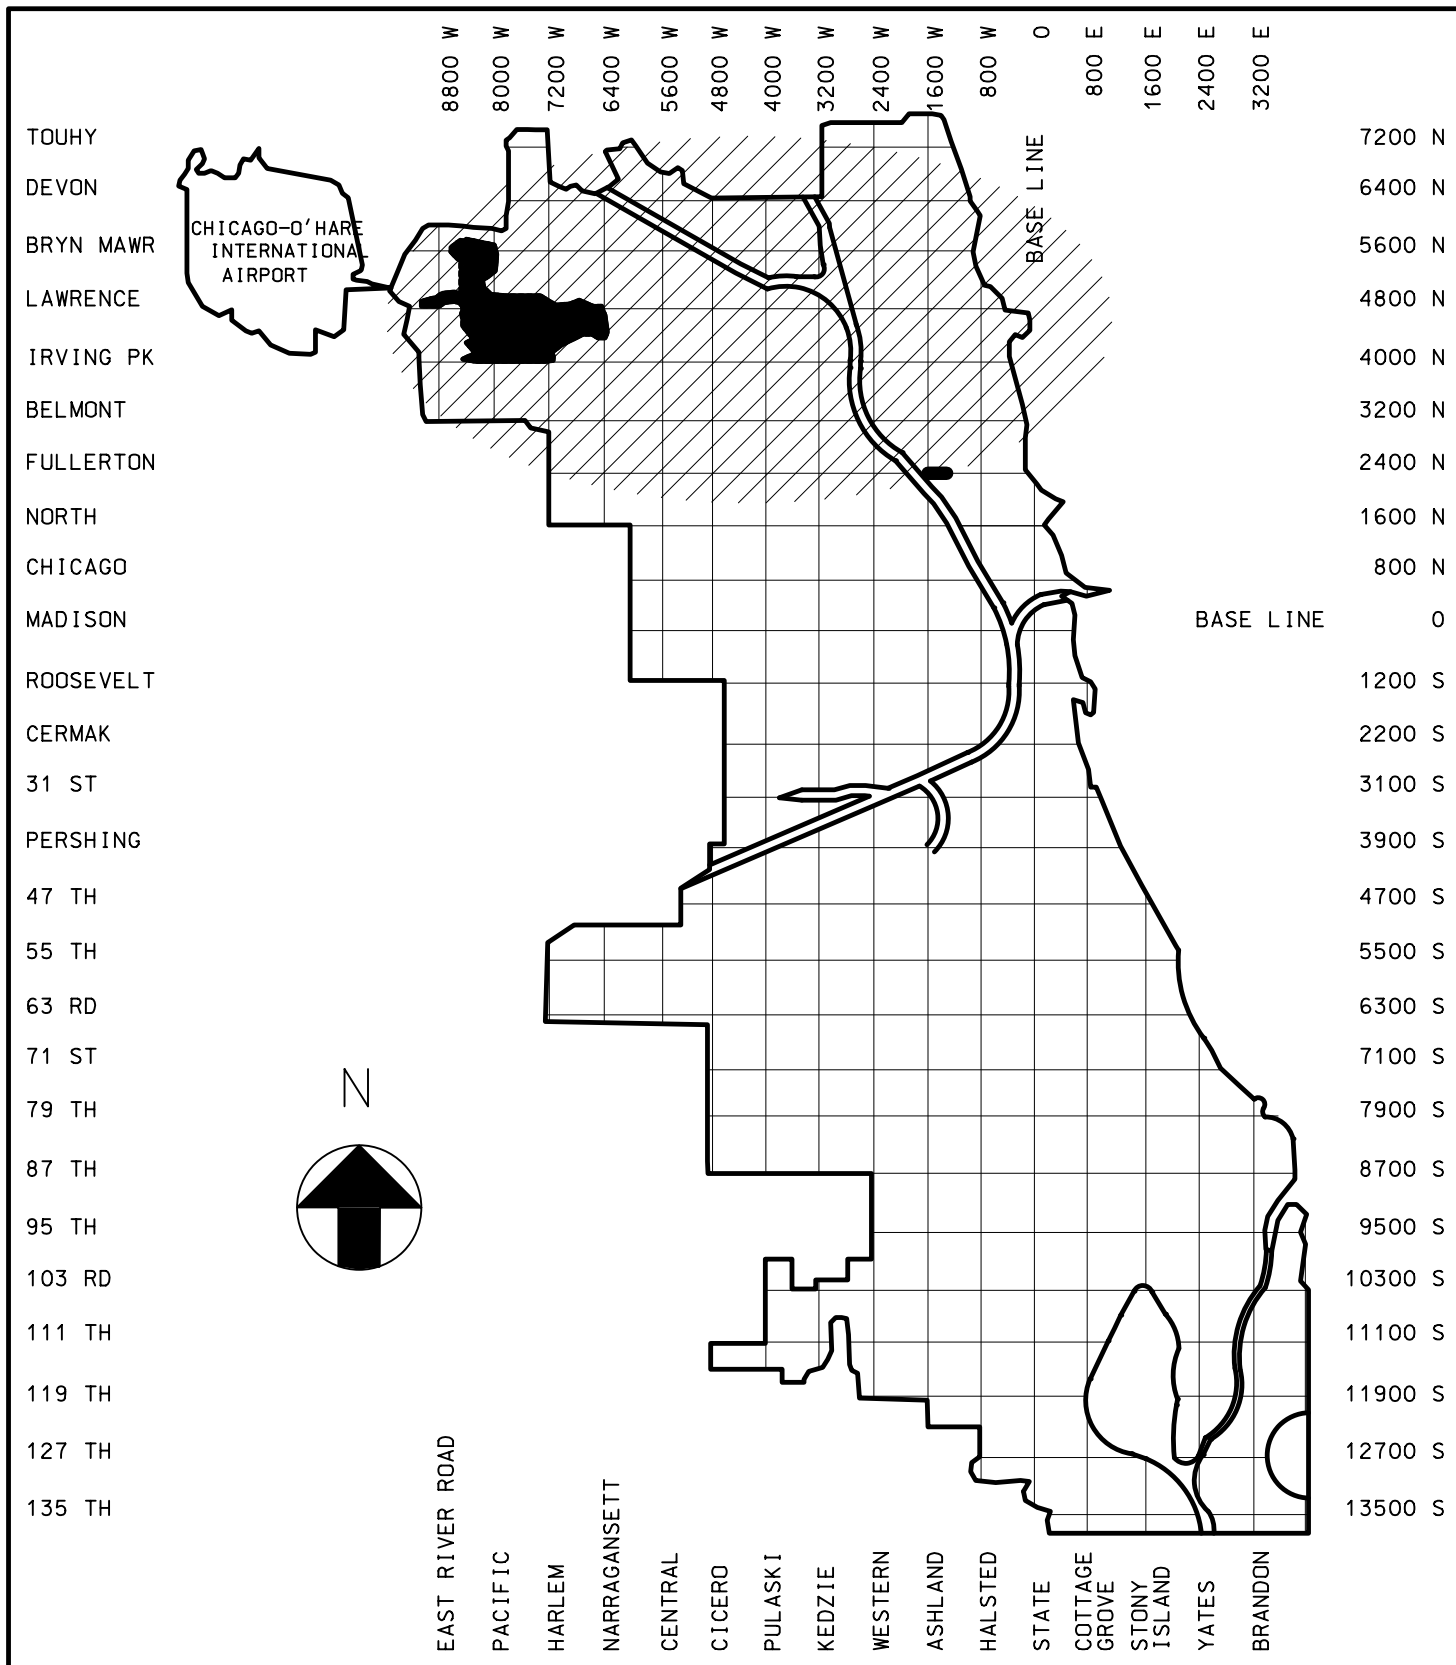 8800 W
8000 W
7200 W
6400 W
5600 W
4800 W
4000 W
3200 W
2400 W
1600 W
800 W
0
800 E
1600 E
2400 E
3200 E
TOUHY
7200 N
DEVON
6400 N
BASE LINE
CHICAGO-O'HARE
INTERNATIONAL
AIRPORT
BRYN MAWR
5600 N
LAWRENCE
4800 N
IRVING PK
4000 N
BELMONT
3200 N
FULLERTON
2400 N
NORTH
1600 N
CHICAGO
800 N
MADISON
BASE LINE
0
ROOSEVELT
1200 S
CERMAK
2200 S
31 ST
3100 S
PERSHING
3900 S
47 TH
4700 S
55 TH
5500 S
63 RD
6300 S
71 ST
7100 S
N
79 TH
7900 S
87 TH
8700 S
95 TH
9500 S
103 RD
10300 S
111 TH
11100 S
119 TH
11900 S
127 TH
12700 S
135 TH
13500 S
EAST RIVER ROAD
PACIFIC
HARLEM
NARRAGANSETT
CENTRAL
CICERO
PULASKI
KEDZIE
WESTERN
ASHLAND
HALSTED
STATE
COTTAGE
GROVE
STONY
ISLAND
YATES
BRANDON